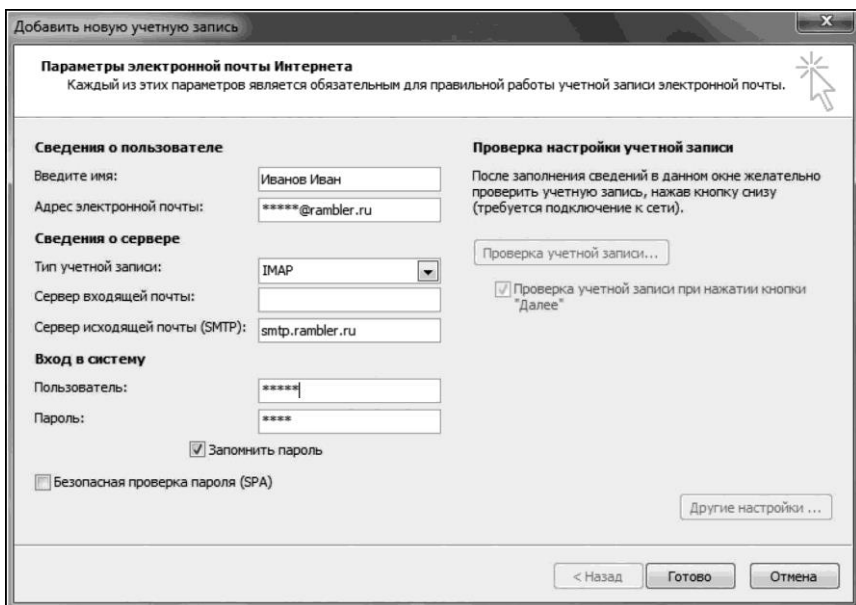 Добавить новую учетную запись
x
Параметры электронной почты Интернета
Каждый из этих параметров является обязательным для правильной работы учетной записи электронной почты.
Сведения о пользователе
Введите имя:
Иванов Иван
Адрес электронной почты:
*****@rambler.ru
Сведения о сервере
Тип учетной записи:
IMAP
Сервер входящей почты:
Сервер исходящей почты (SMTP):
smtp.rambler.ru
Вход в систему
Пользователь:
*****
Пароль:
****
Запомнить пароль
Безопасная проверка пароля (SPA)
Проверка настройки учетной записи
После заполнения сведений в данном окне желательно
проверить учетную запись, нажав кнопку снизу
(требуется подключение к сети).
Проверка учетной записи...
Проверка учетной записи при нажатии кнопки
"Далее"
Другие настройки ...
< Назад
Готово
Отмена